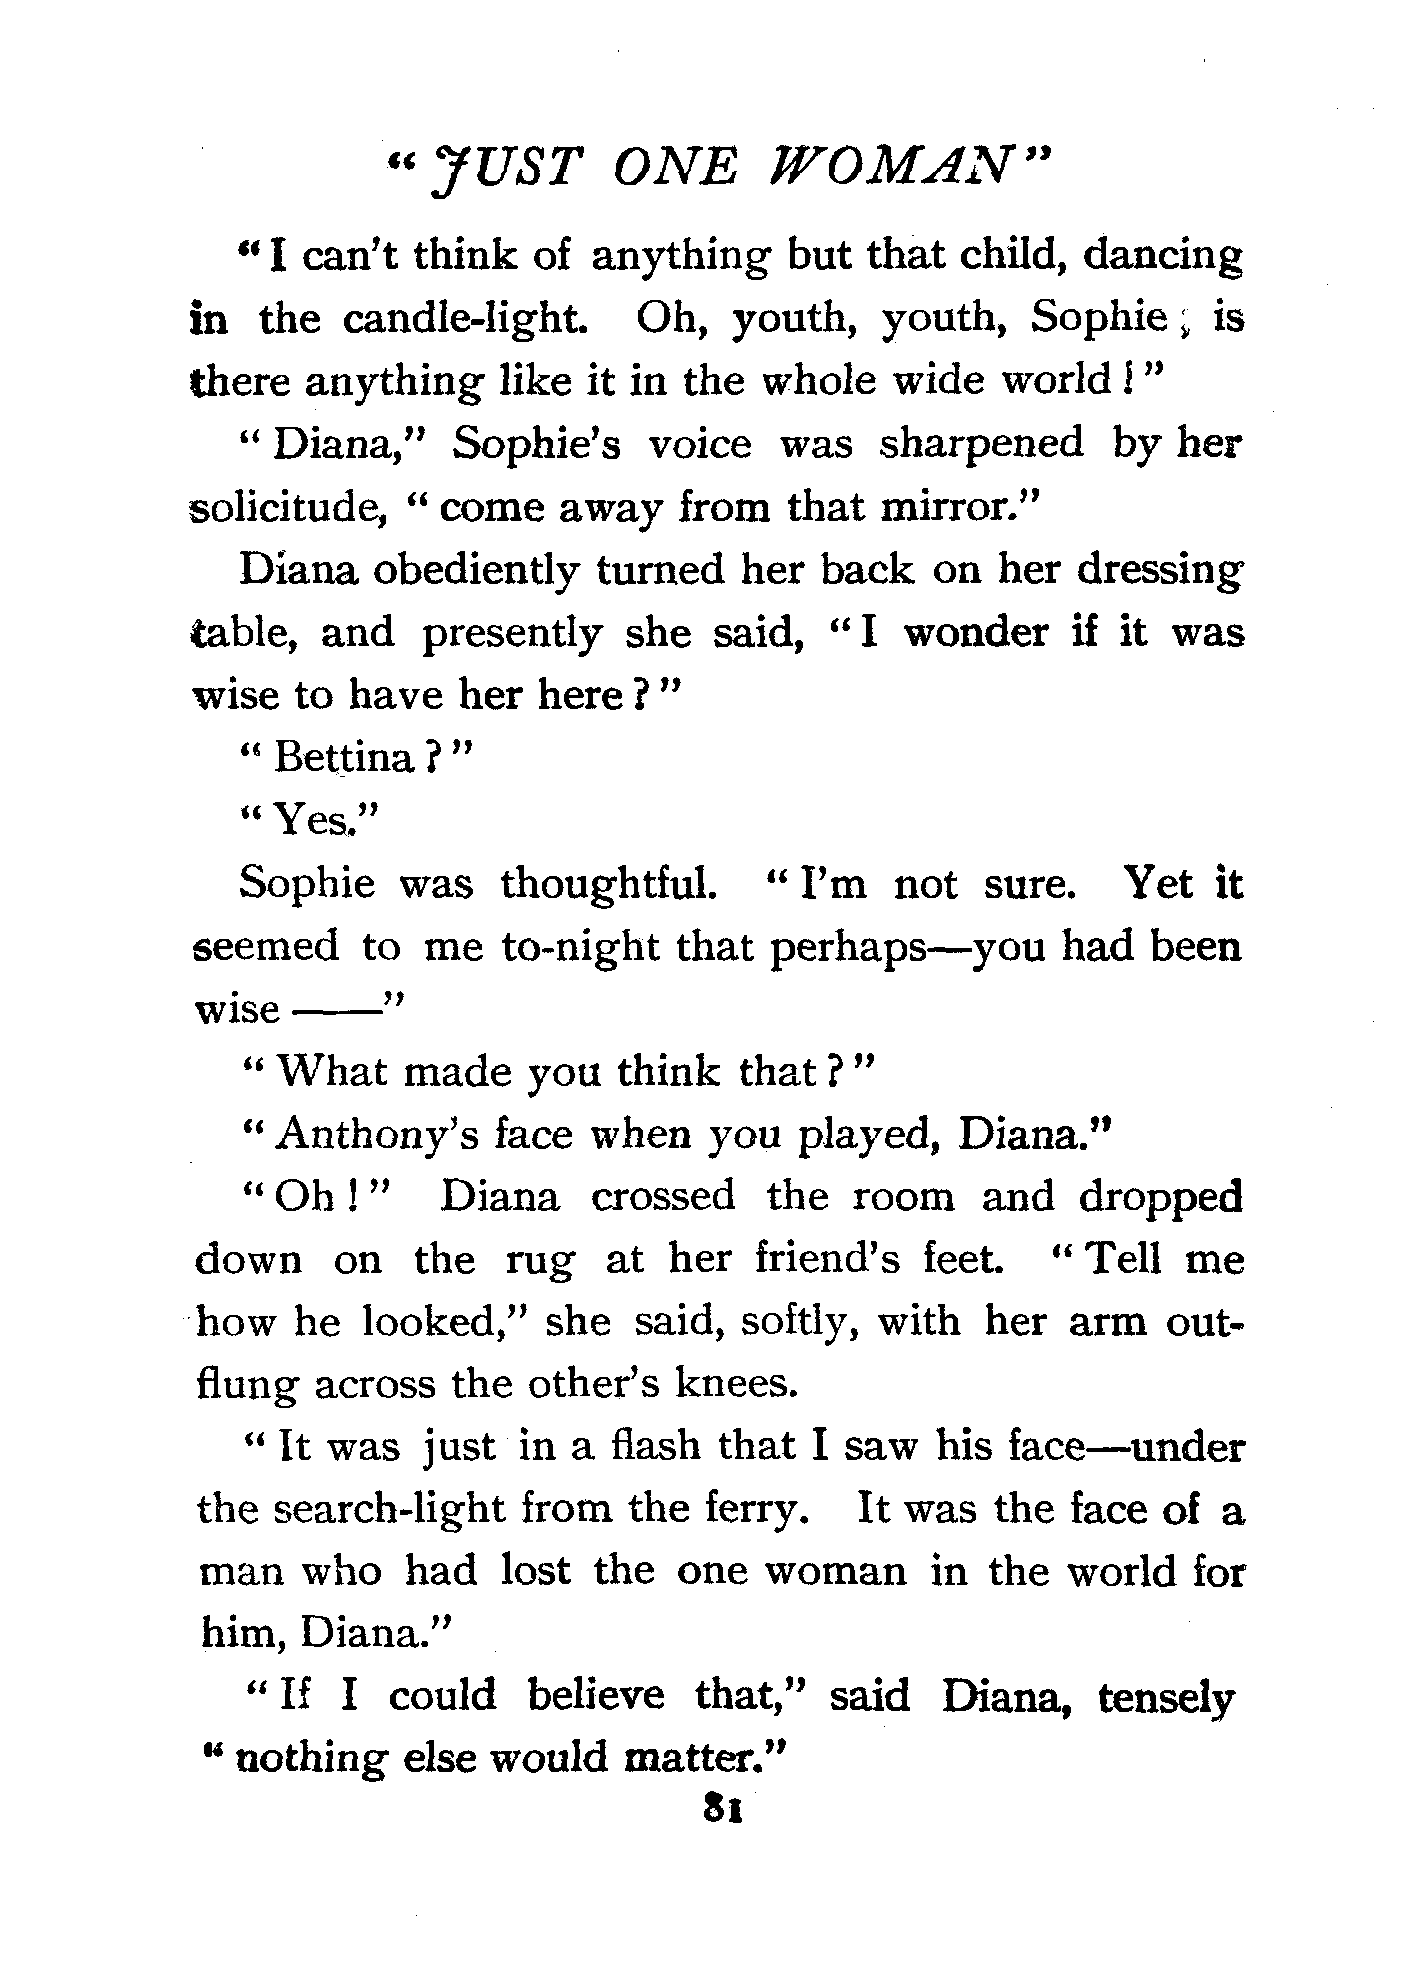 "JUST ONE WOMAN"
"I can't think of anything but that child, dancing
in the candle-light. Oh, youth, youth, Sophie; is
there anything like it in the whole wide world!"
"Diana," Sophie's voice was sharpened by her
solicitude, "come away from that mirror."
Diana obediently turned her back on her dressing
table, and presently she said, "I wonder if it was
wise to have her here?"
"Bettina?"
"Yes."
Sophie was thoughtful. "I'm not sure. Yet it
seemed to me to-night that perhaps—you had been
wise ——"
"What made you think that?"
"Anthony's face when you played, Diana."
"Oh!" Diana crossed the room and dropped
down on the rug at her friend's feet. "Tell me
how he looked," she said, softly, with her arm out-
flung across the other's knees.
"It was just in a flash that I saw his face—under
the search-light from the ferry. It was the face of a
man who had lost the one woman in the world for
him, Diana."
"If I could believe that," said Diana, tensely
"nothing else would matter."
81